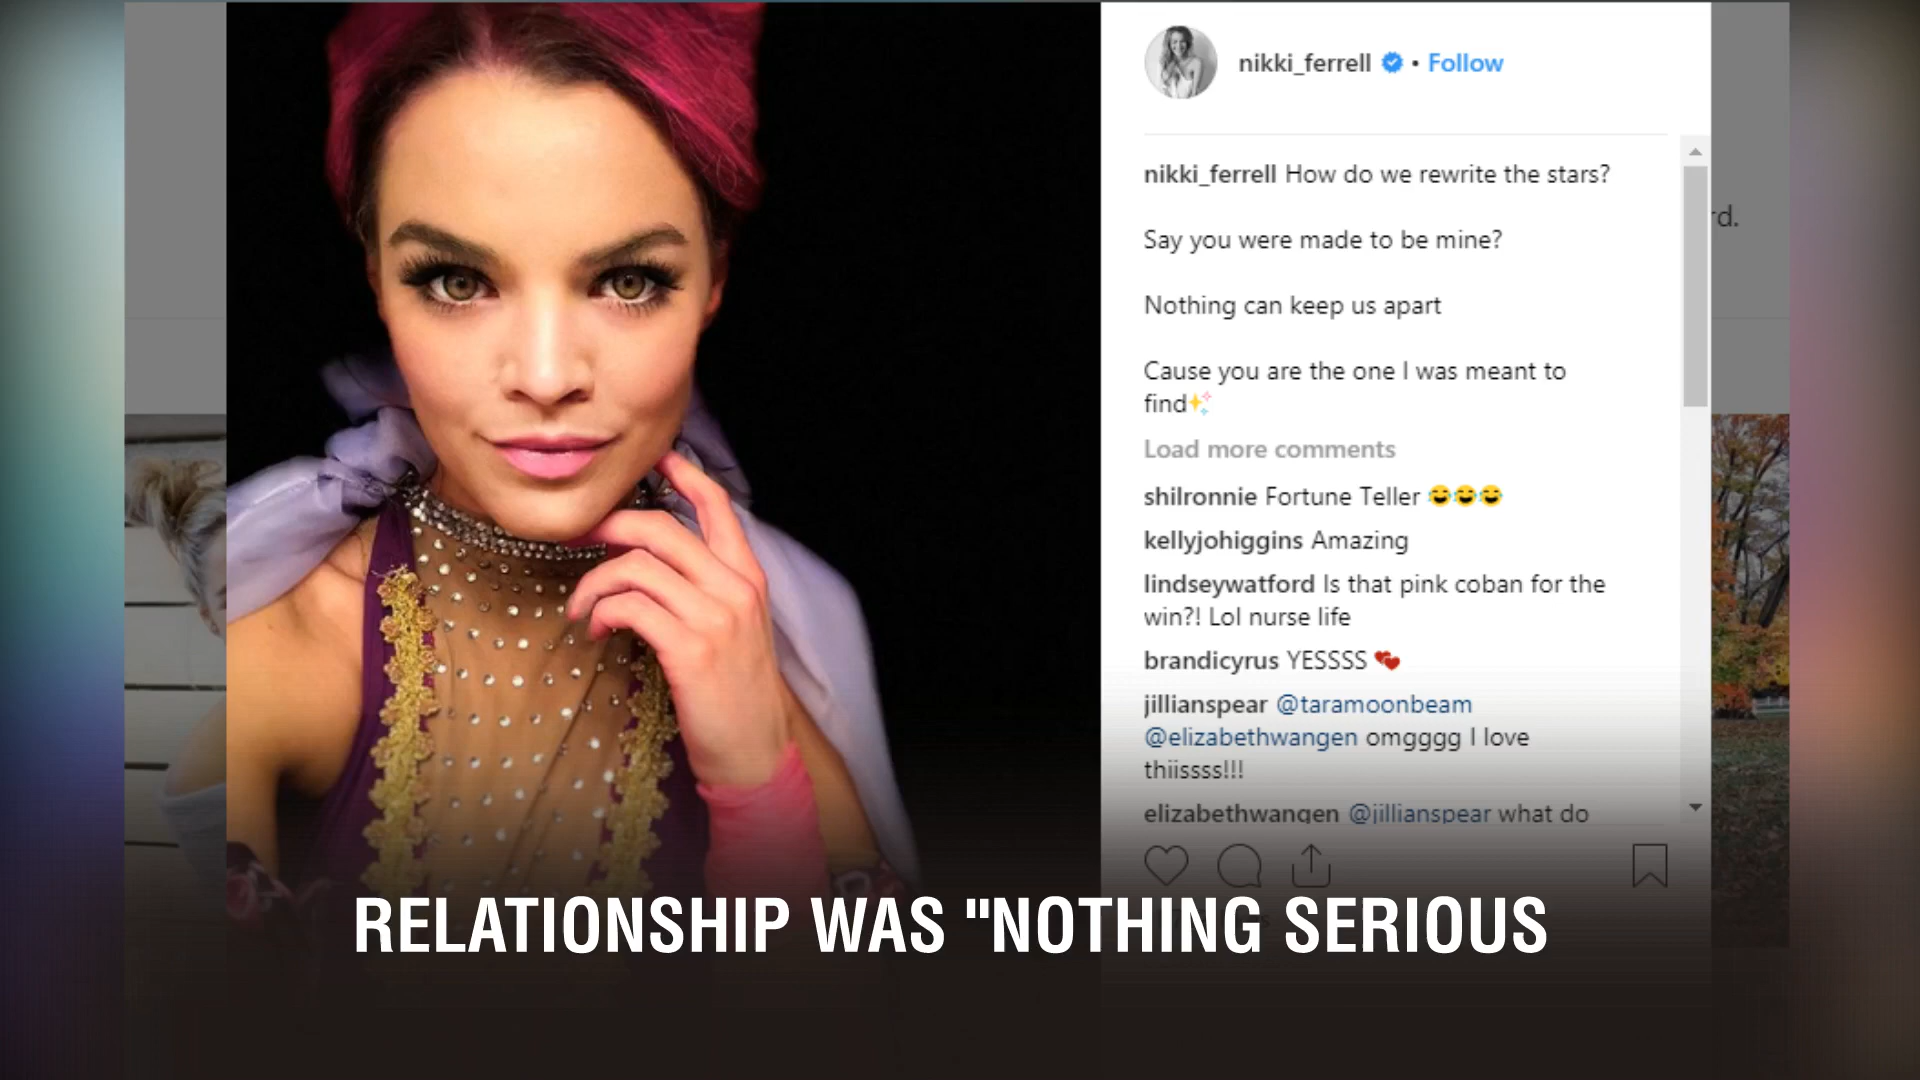 nikki_ferrell • Follow
nikki_ferrell How do we rewrite the stars?
Say you were made to be mine?
Nothing can keep us apart
Cause you are the one I was meant to
find✨
Load more comments
shilronnie Fortune Teller 😂😂😂
kellyjohiggins Amazing
lindseywatford Is that pink coban for the
win?! Lol nurse life
brandicyrus YESSSS 💕
jillianspear @taramoonbeam
@elizabethwangen omgggg I love
thiissss!!!
elizabethwangen @jillianspear what do
rd.
RELATIONSHIP WAS "NOTHING SERIOUS